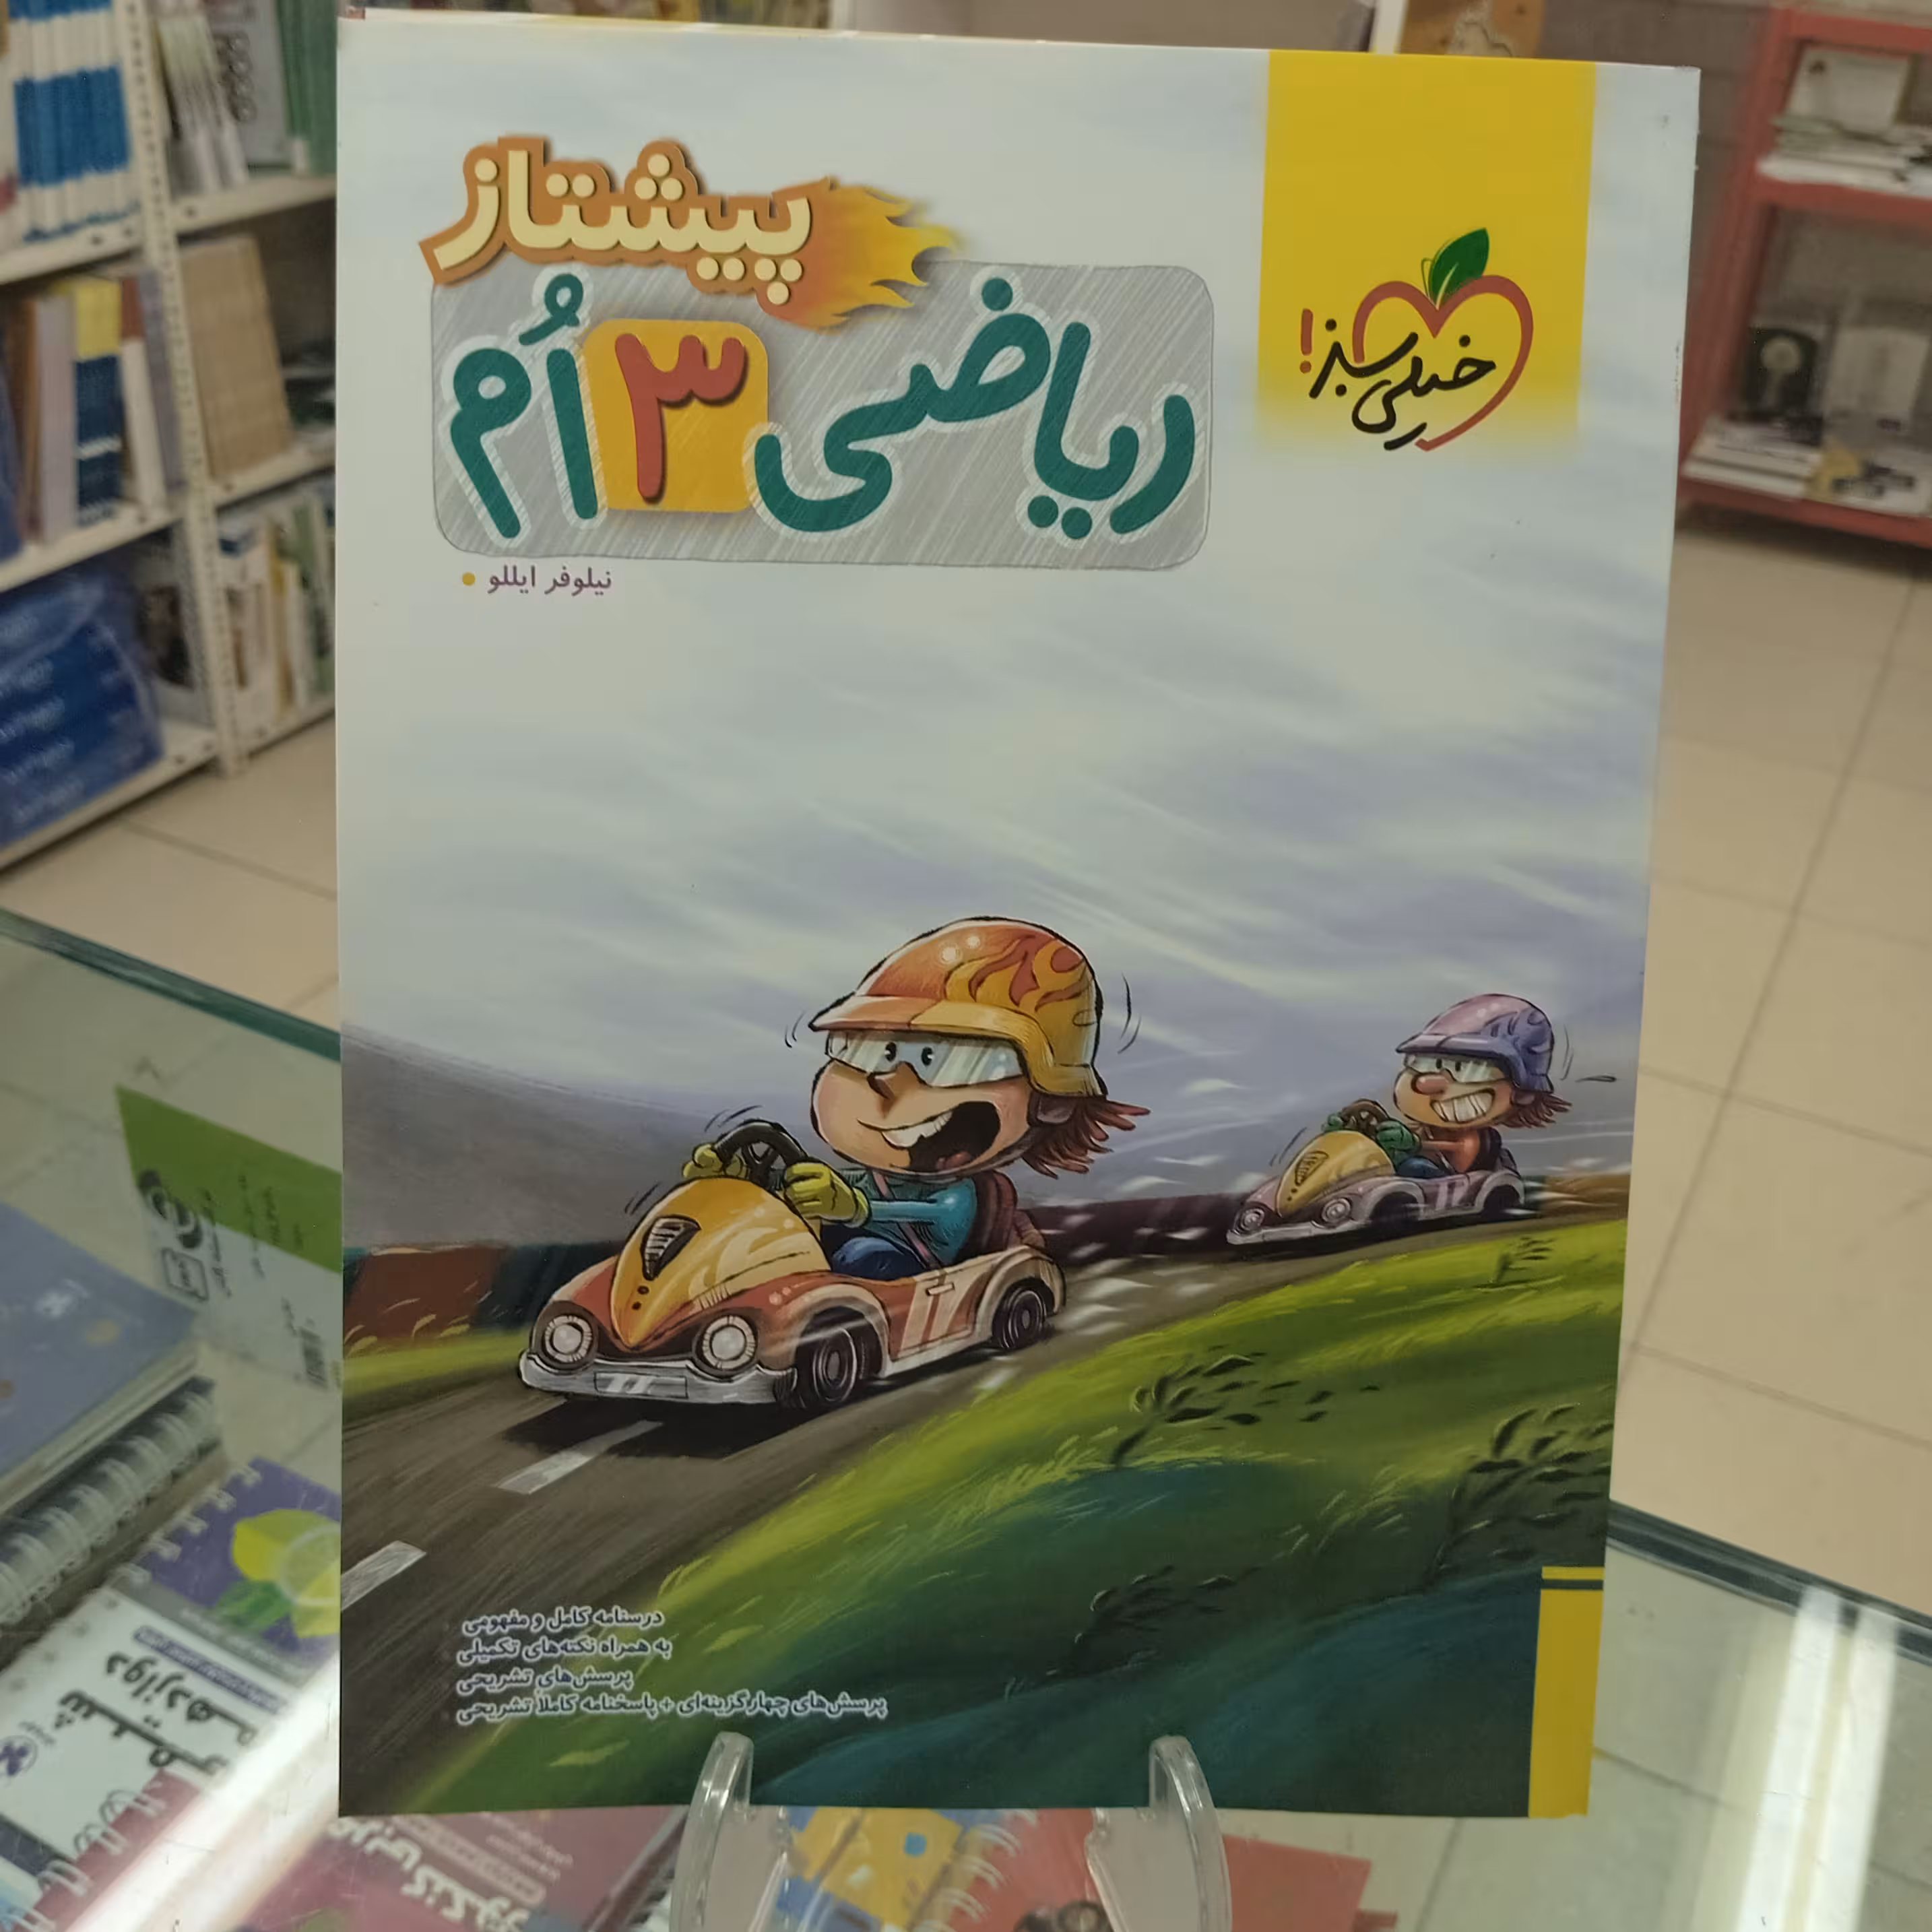 پیشتاز
ریاضی ۳ اُم
خیلی سبز!
نیلوفر ایللو
درسنامه کامل و مفهومی
به همراه نکته‌های تکمیلی
پرسش‌های تشریحی
پرسش‌های چهارگزینه‌ای + پاسخنامه کاملاً تشریحی
دوازدهم